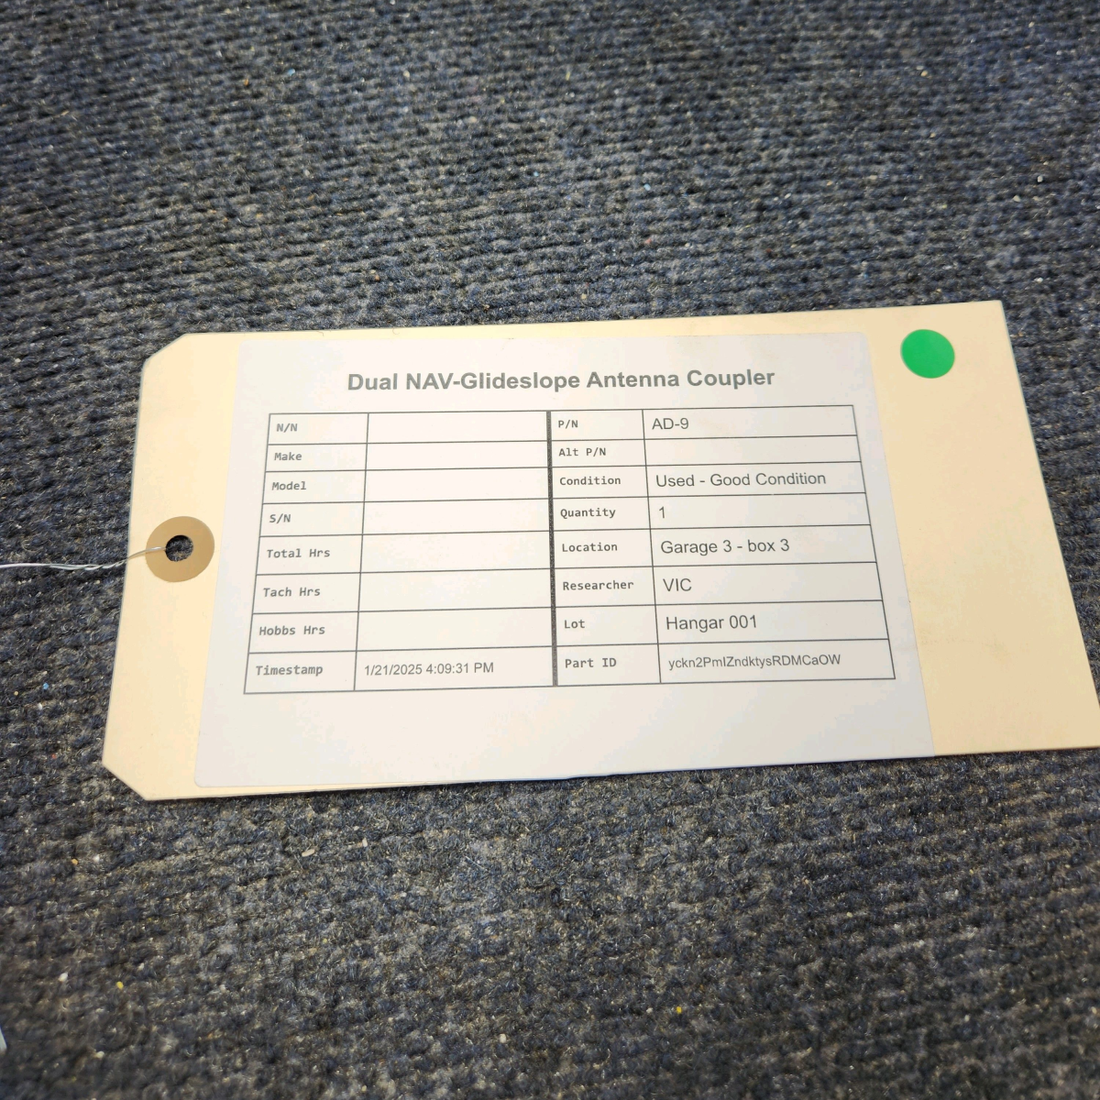 Dual NAV-Glideslope Antenna Coupler
N/N P/N AD-9
Make Alt P/N
Model Condition Used - Good Condition
S/N Quantity 1
Total Hrs Location Garage 3 - box 3
Tach Hrs Researcher VIC
Hobbs Hrs Lot Hangar 001
Timestamp 1/21/2025 4:09:31 PM Part ID yckn2PmIZndktysRDMCaOW